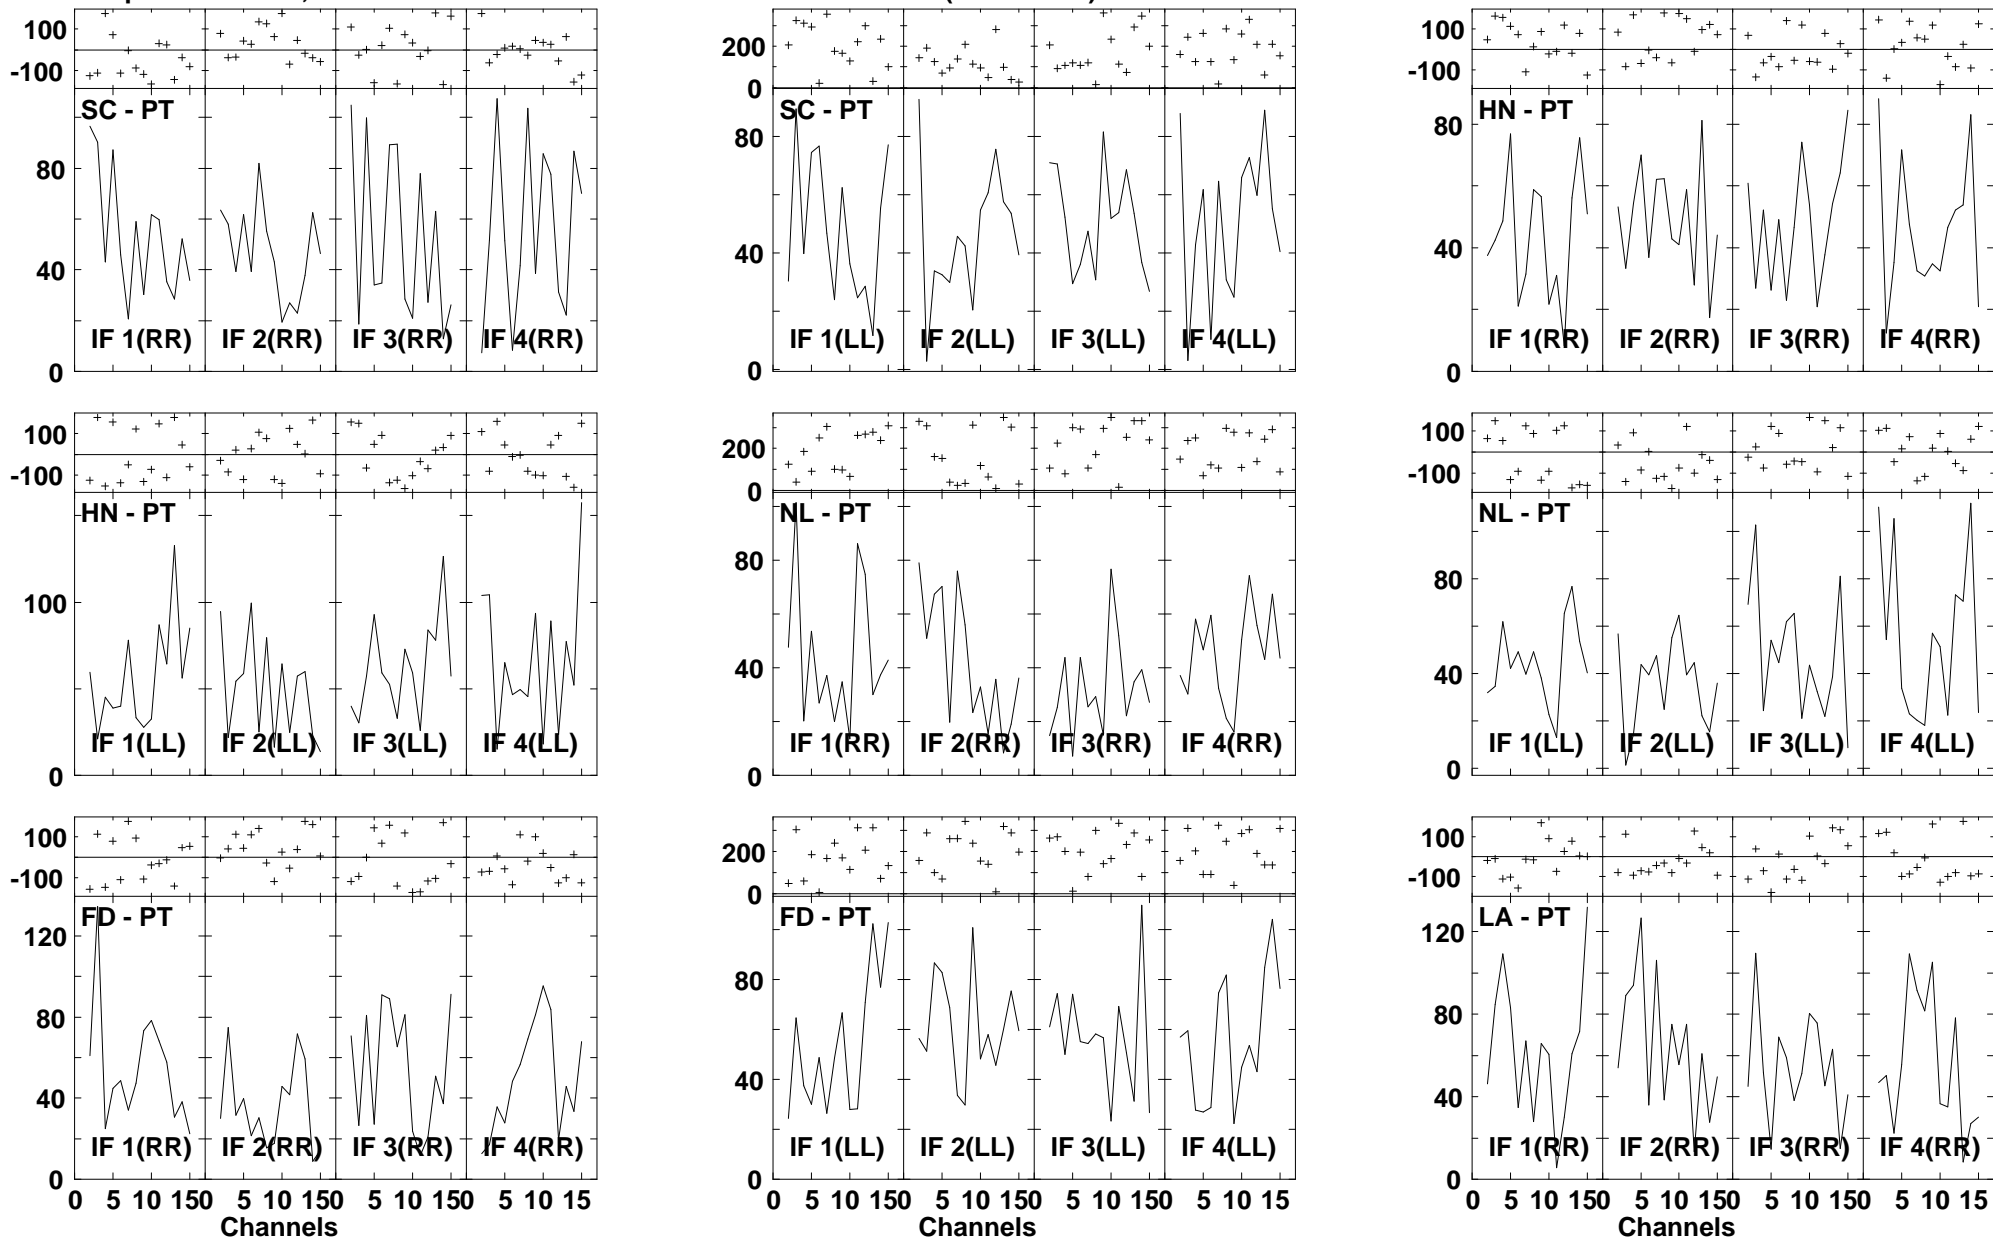 100 200 100
-100 0 -100
SC - PT SC - PT HN - PT
80 80 80
40 40 40
IF 1(RR) IF 2(RR) IF 3(RR) IF 4(RR) IF 1(LL) IF 2(LL) IF 3(LL) IF 4(LL) IF 1(RR) IF 2(RR) IF 3(RR) IF 4(RR)
0 0 0
100 200 100
-100 0 -100
HN - PT NL - PT NL - PT
100 80 80
40 40
IF 1(LL) IF 2(LL) IF 3(LL) IF 4(LL) IF 1(RR) IF 2(RR) IF 3(RR) IF 4(RR) IF 1(LL) IF 2(LL) IF 3(LL) IF 4(LL)
0 0 0
100 200 100
-100 0 -100
FD - PT FD - PT LA - PT
120 80 120
80 40 80
40 40
IF 1(RR) IF 2(RR) IF 3(RR) IF 4(RR) IF 1(LL) IF 2(LL) IF 3(LL) IF 4(LL) IF 1(RR) IF 2(RR) IF 3(RR) IF 4(RR)
0 0 0
0 5 10 150 5 10 150 5 10 150 5 10 15 0 5 10 150 5 10 150 5 10 150 5 10 15 0 5 10 150 5 10 150 5 10 150 5 10 15
Channels Channels Channels